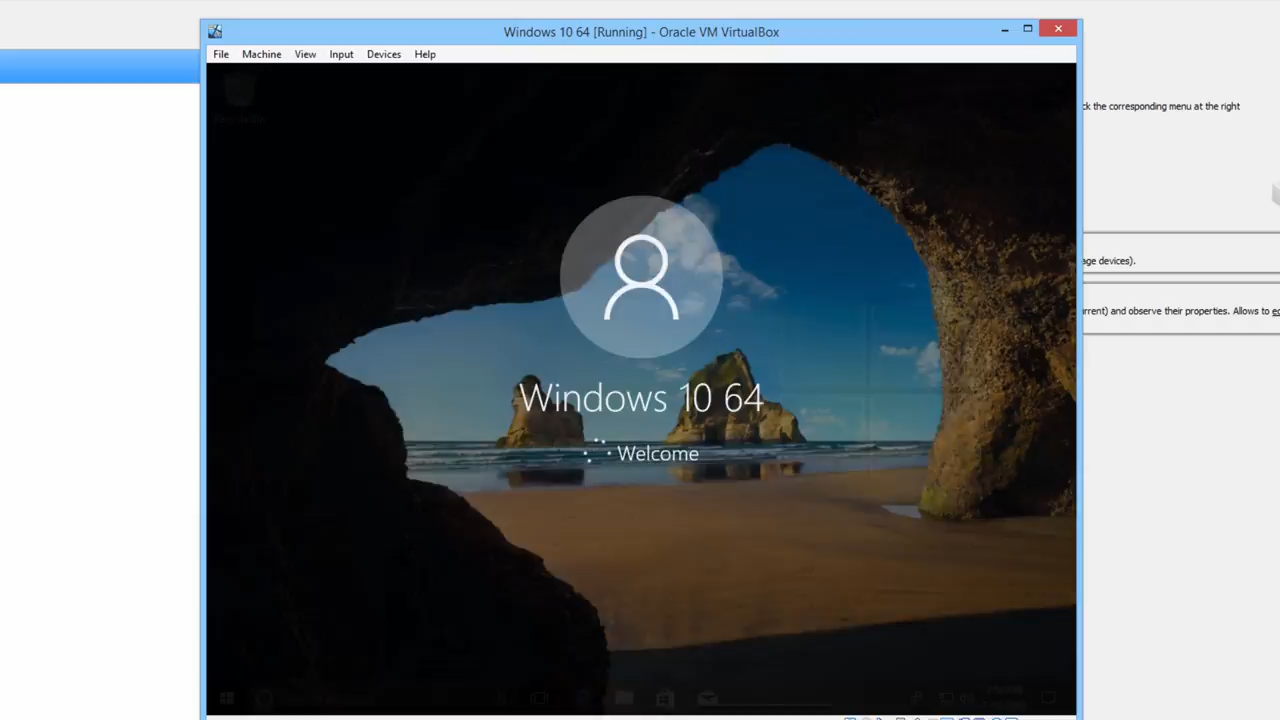 Windows 10 64 [Running] - Oracle VM VirtualBox
File Machine View Input Devices Help
ck the corresponding menu at the right
age devices).
rrent) and observe their properties. Allows to
Windows 10 64
Welcome